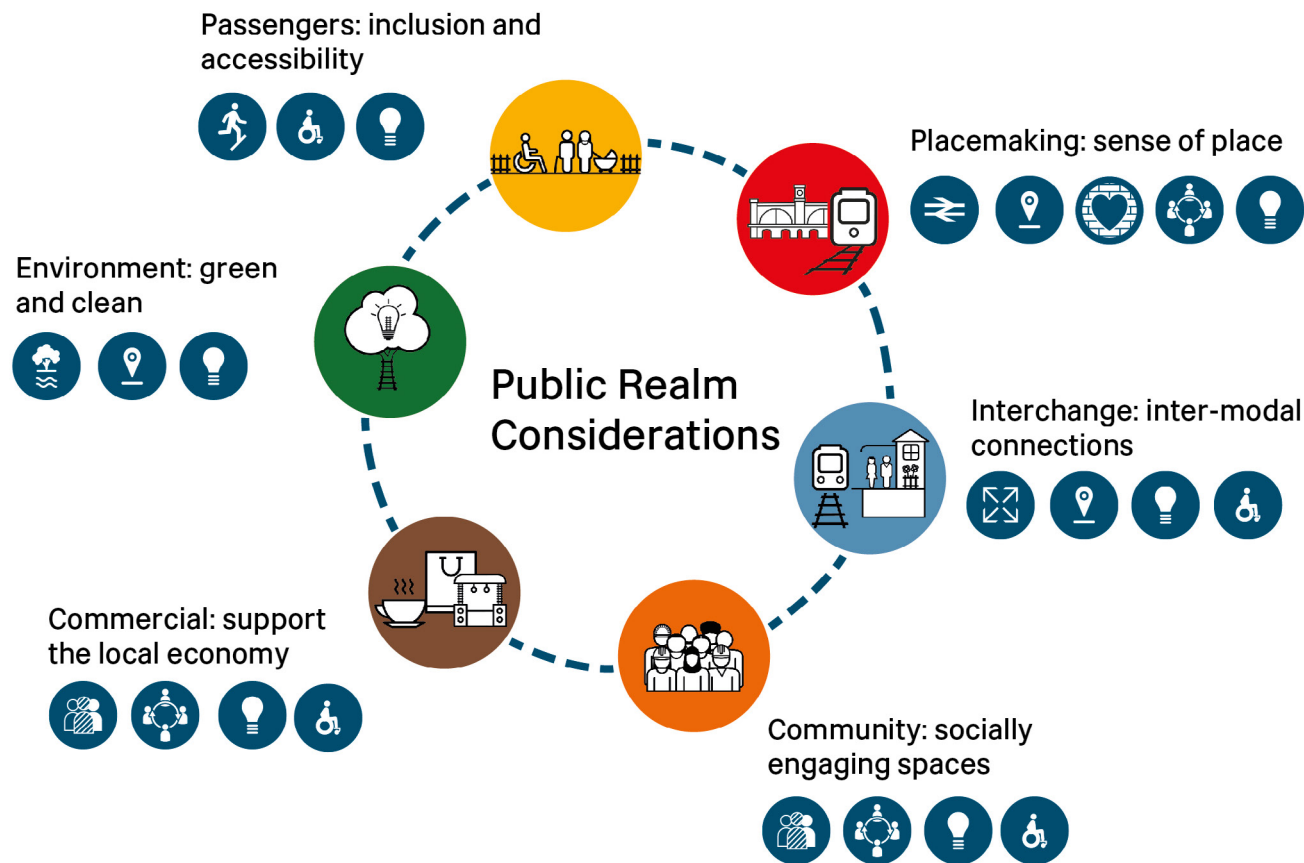 Passengers: inclusion and
accessibility
Placemaking: sense of place
Environment: green
and clean
Public Realm
Considerations
Interchange: inter-modal
connections
Commercial: support
the local economy
Community: socially
engaging spaces